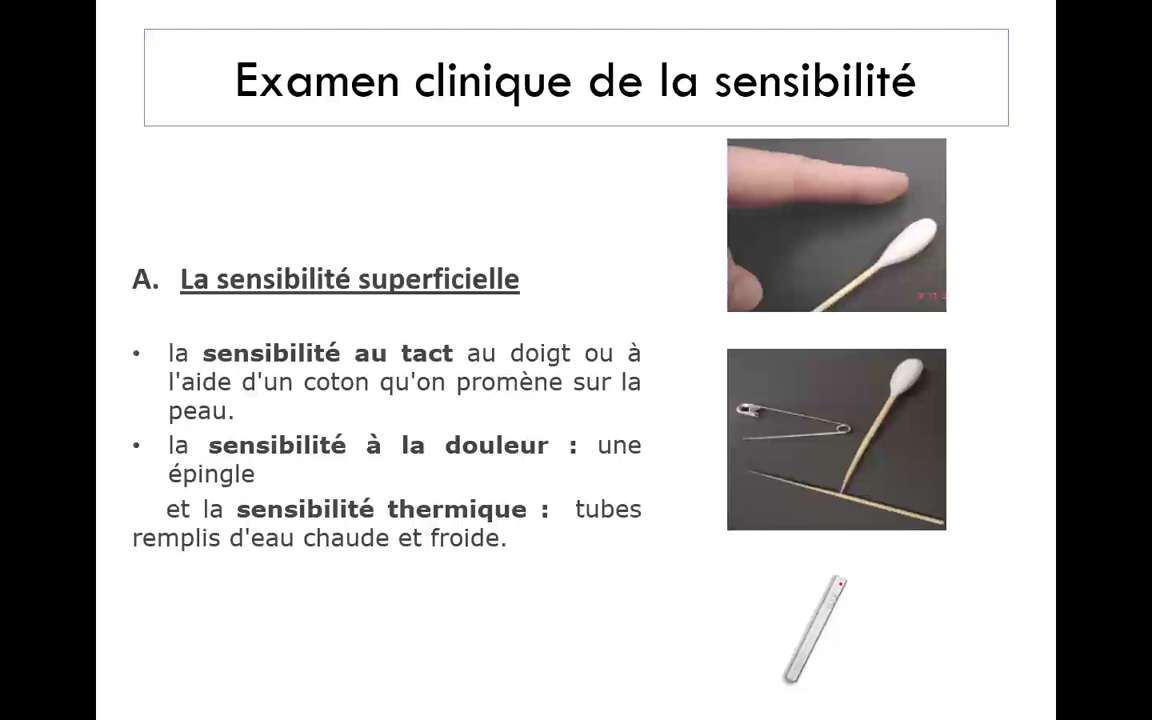 Examen clinique de la sensibilité
A. La sensibilité superficielle
• la sensibilité au tact au doigt ou à
l'aide d'un coton qu'on promène sur la
peau.
• la sensibilité à la douleur : une
épingle
et la sensibilité thermique : tubes
remplis d'eau chaude et froide.